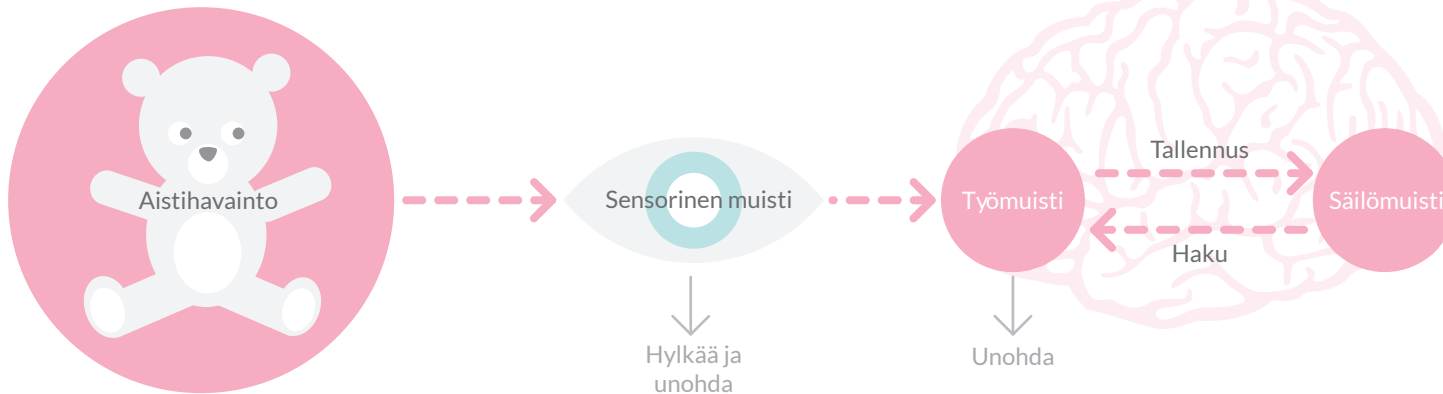 Aistihavainto
Sensorinen muisti
Työmuisti
Tallennus
Haku
Säilömuisti
Hylkää ja
unohda
Unohda